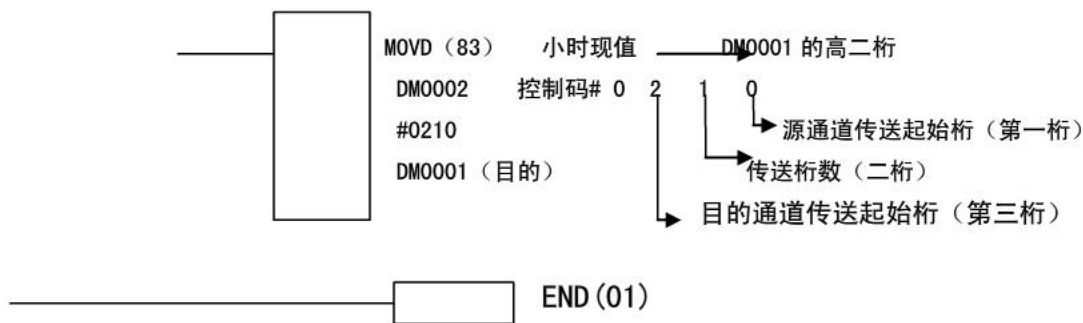 MOVD（83） 小时现值 DM0001 的高二桁
DM0002 控制码# 0 2 1 0
#0210 源通道传送起始桁（第一桁）
DM0001（目的） 传送桁数（二桁）
目的通道传送起始桁（第三桁）
END(01)